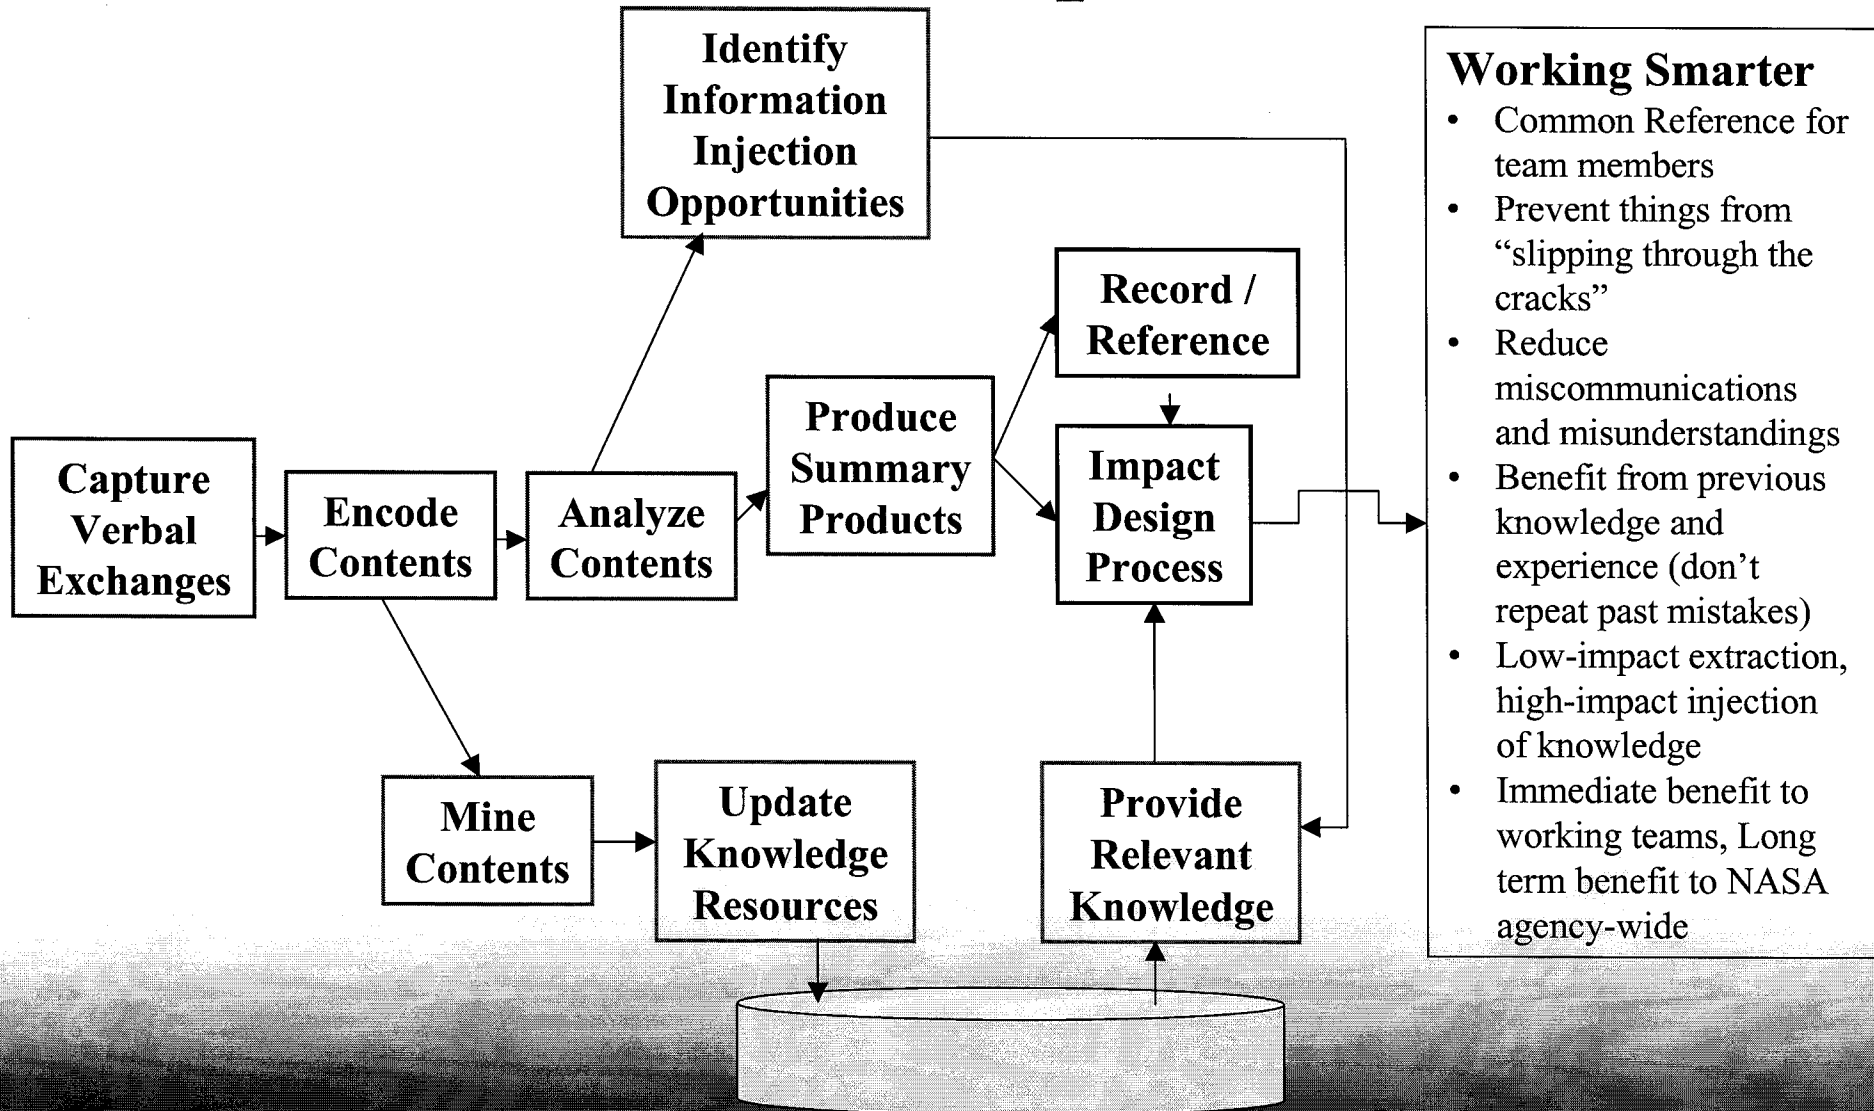 Identify
Information
Injection
Opportunities
Record /
Reference
Produce
Summary
Products
Impact
Design
Process
Capture
Verbal
Exchanges
Encode
Contents
Analyze
Contents
Mine
Contents
Update
Knowledge
Resources
Provide
Relevant
Knowledge
Working Smarter
• Common Reference for
team members
• Prevent things from
“slipping through the
cracks”
• Reduce
miscommunications
and misunderstandings
• Benefit from previous
knowledge and
experience (don’t
repeat past mistakes)
• Low-impact extraction,
high-impact injection
of knowledge
• Immediate benefit to
working teams, Long
term benefit to NASA
agency-wide